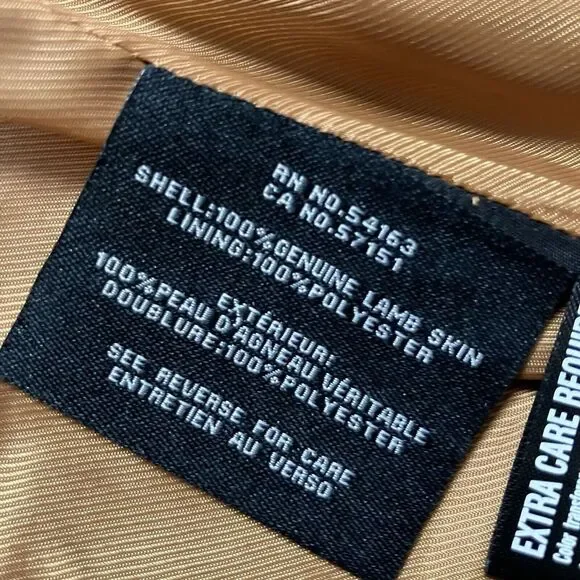 RN NO.54163
CA NO.57151
SHELL:100%GENUINE LAMB SKIN
LINING:100%POLYESTER
EXTÉRIEUR:
100%PEAU D'AGNEAU VÉRITABLE
DOUBLURE:100%POLYESTER
SEE REVERSE FOR CARE
ENTRETIEN AU VERSO
EXTRA CARE
Color